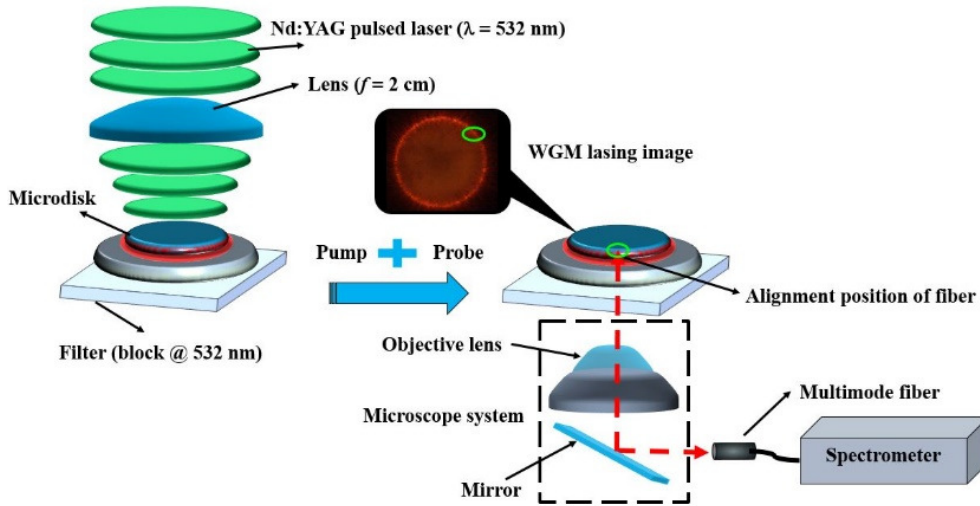 Nd:YAG pulsed laser (λ = 532 nm)
Lens (f = 2 cm)
WGM lasing image
Microdisk
Pump + Probe
Alignment position of fiber
Filter (block @ 532 nm)
Objective lens
Multimode fiber
Microscope system
Spectrometer
Mirror